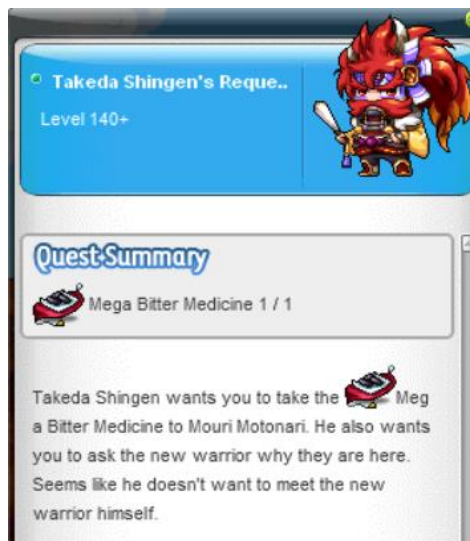 Takeda Shingen's Reque..
Level 140+
Quest Summary
Mega Bitter Medicine 1 / 1
Takeda Shingen wants you to take the Meg
a Bitter Medicine to Mouri Motonari. He also wants
you to ask the new warrior why they are here.
Seems like he doesn't want to meet the new
warrior himself.